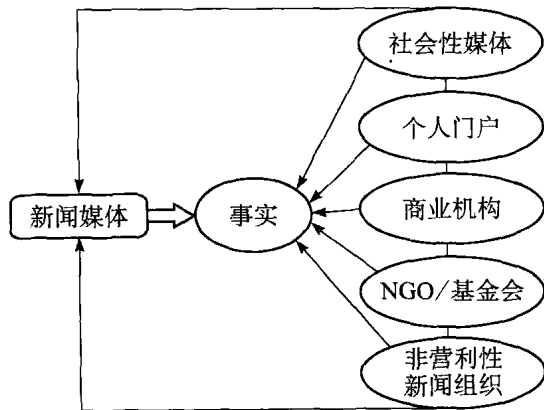 社会性媒体
个人门户
新闻媒体
事实
商业机构
NGO/基金会
非营利性
新闻组织